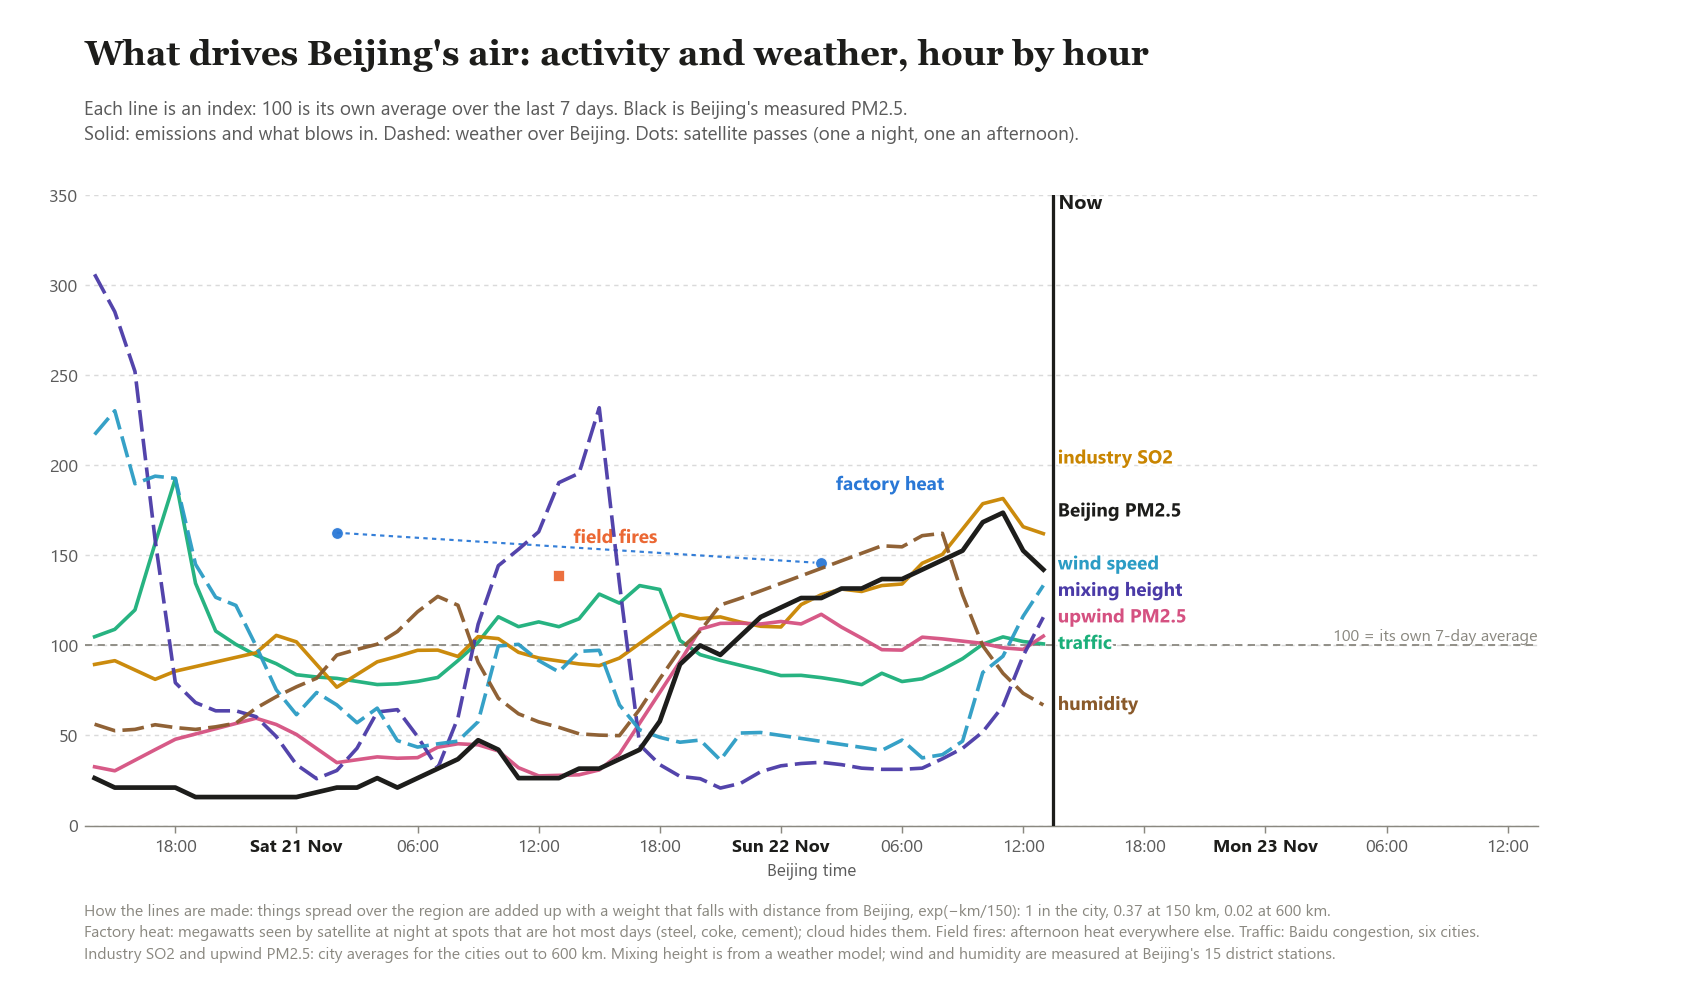 What drives Beijing's air: activity and weather, hour by hour
Each line is an index: 100 is its own average over the last 7 days. Black is Beijing's measured PM2.5.
Solid: emissions and what blows in. Dashed: weather over Beijing. Dots: satellite passes (one a night, one an afternoon).
350
Now
300
250
200
industry SO2
factory heat
Beijing PM2.5
field fires
150
wind speed
mixing height
upwind PM2.5
100 = its own 7-day average
traffic
100
humidity
50
0
18:00
Sat 21 Nov
06:00
12:00
18:00
Sun 22 Nov
06:00
12:00
18:00
Mon 23 Nov
06:00
12:00
Beijing time
How the lines are made: things spread over the region are added up with a weight that falls with distance from Beijing, exp(−km/150): 1 in the city, 0.37 at 150 km, 0.02 at 600 km.
Factory heat: megawatts seen by satellite at night at spots that are hot most days (steel, coke, cement); cloud hides them. Field fires: afternoon heat everywhere else. Traffic: Baidu congestion, six cities.
Industry SO2 and upwind PM2.5: city averages for the cities out to 600 km. Mixing height is from a weather model; wind and humidity are measured at Beijing's 15 district stations.